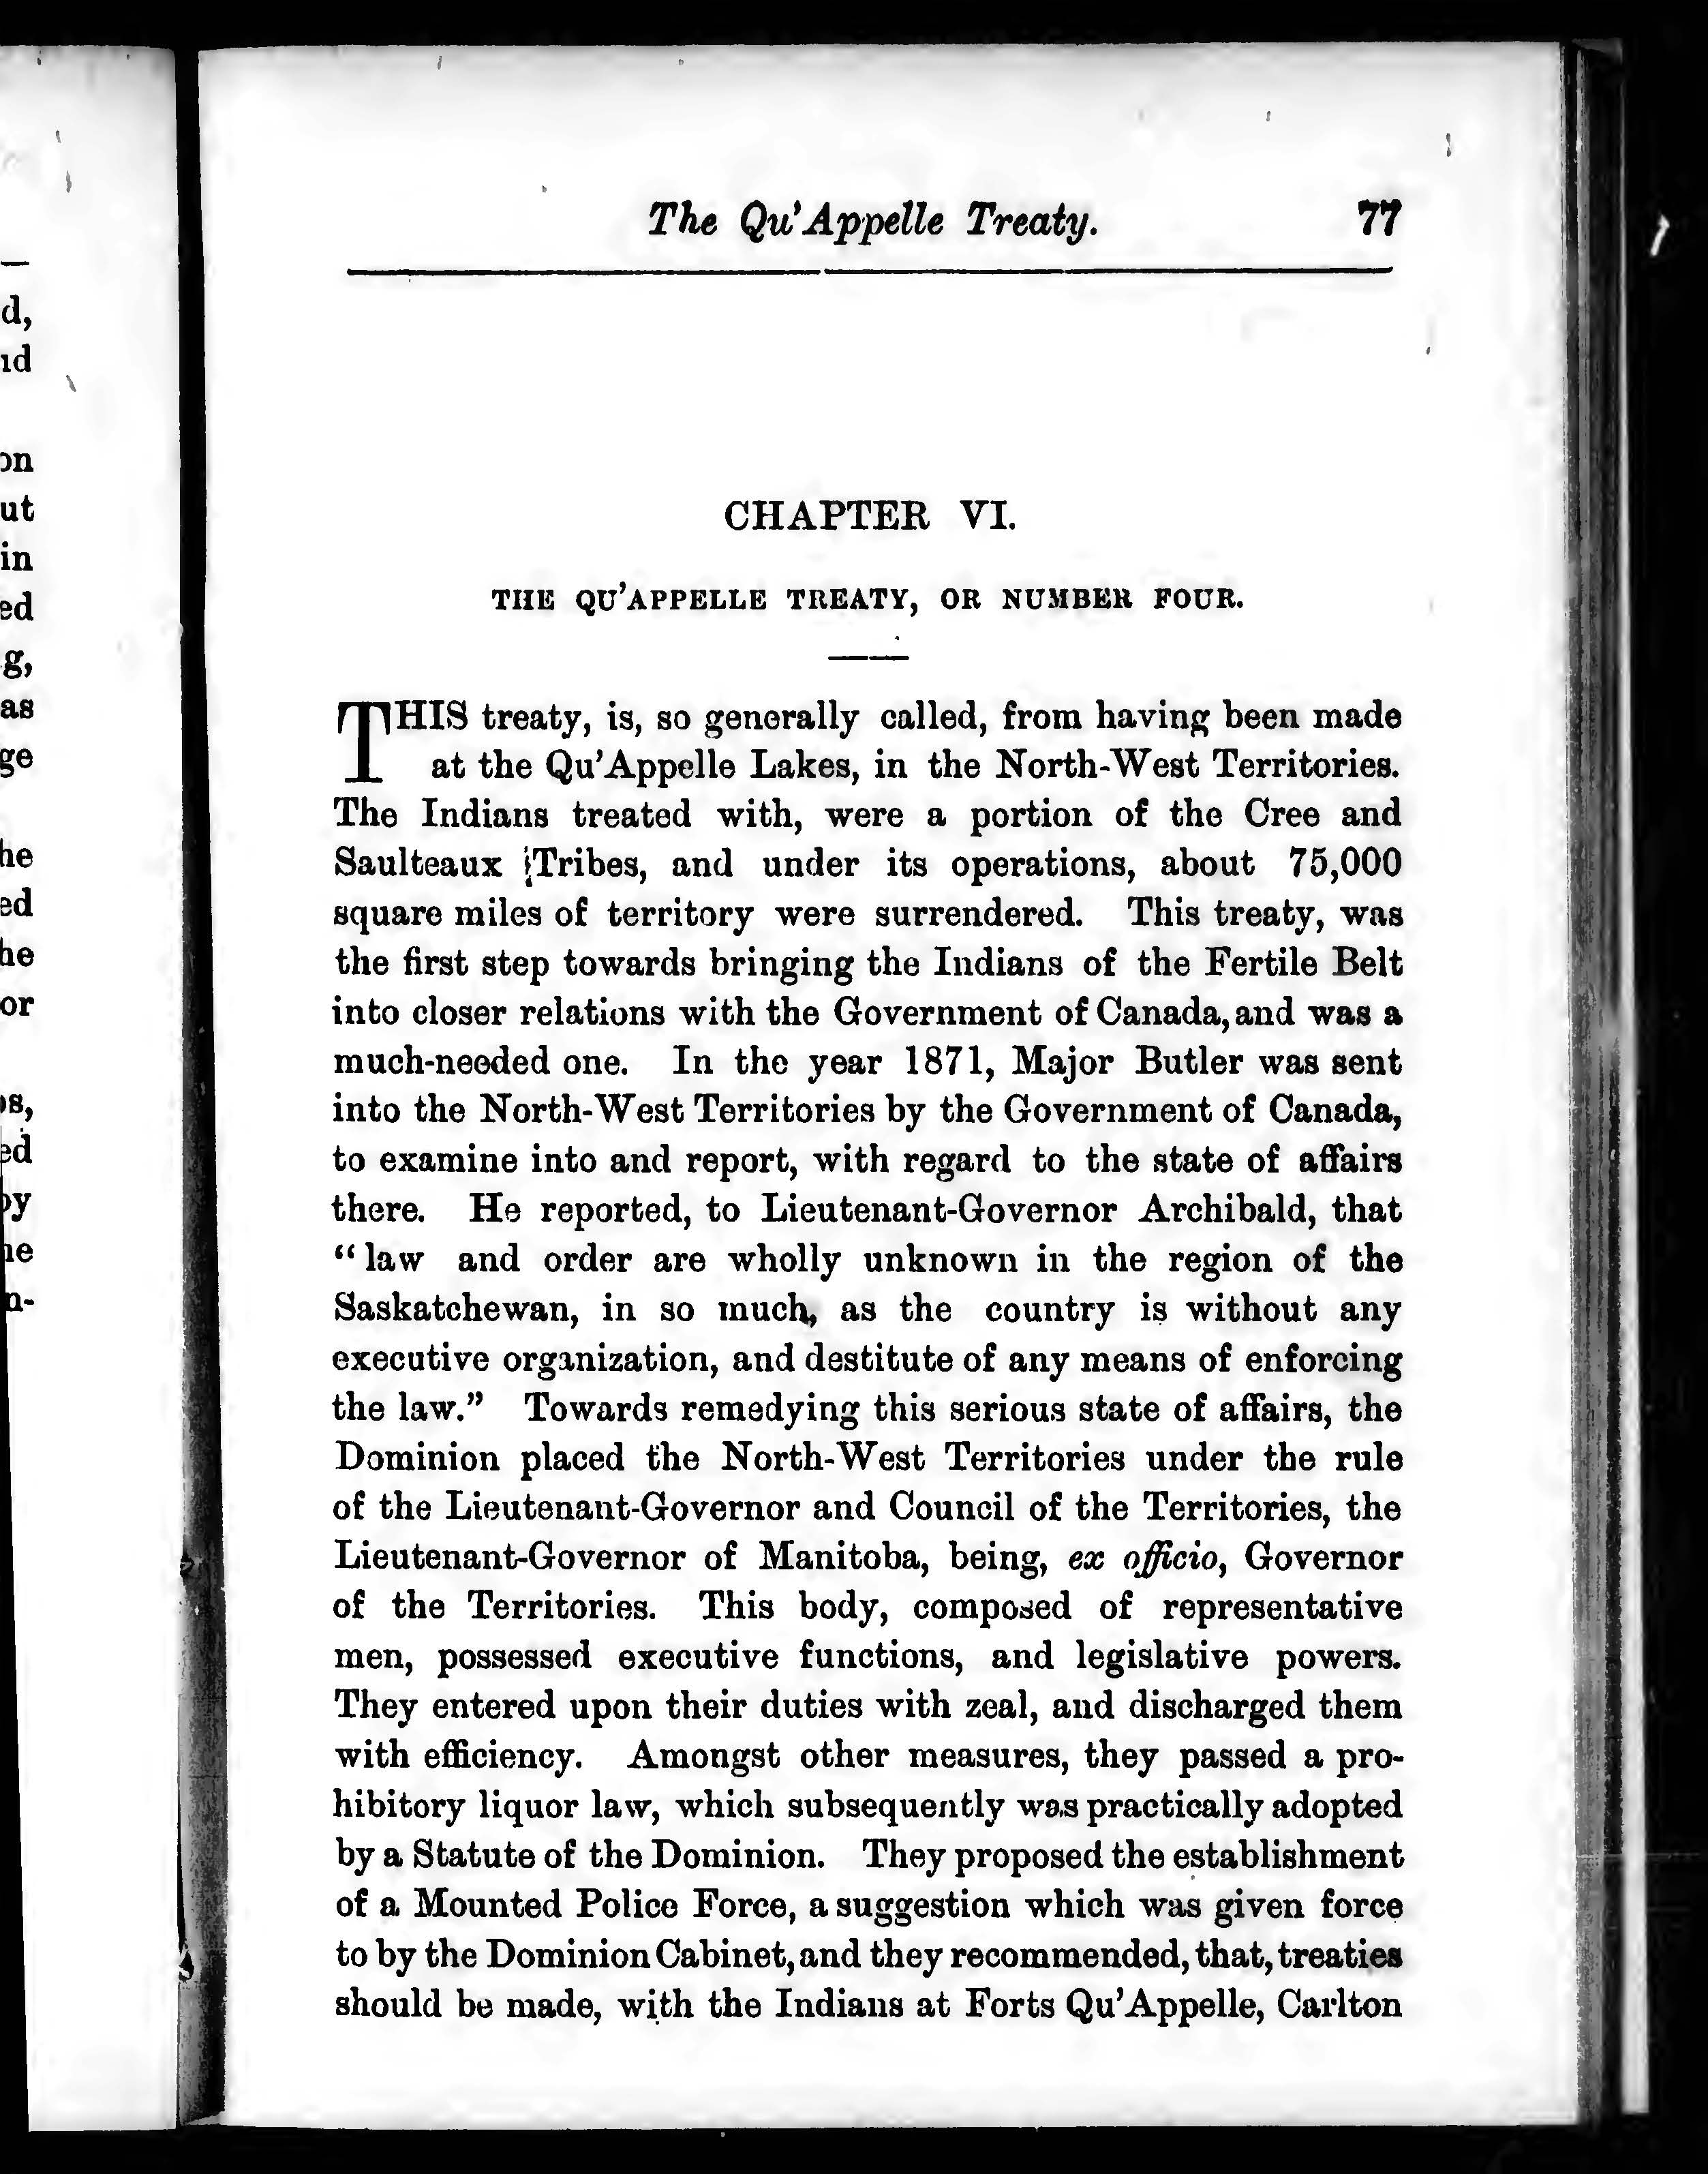 The Qu'Appelle Treaty. 77
CHAPTER VI.
THE QU'APPELLE TREATY, OR NUMBER FOUR.
THIS treaty, is, so generally called, from having been made
at the Qu'Appelle Lakes, in the North-West Territories.
The Indians treated with, were a portion of the Cree and
Saulteaux Tribes, and under its operations, about 75,000
square miles of territory were surrendered. This treaty, was
the first step towards bringing the Indians of the Fertile Belt
into closer relations with the Government of Canada, and was a
much-needed one. In the year 1871, Major Butler was sent
into the North-West Territories by the Government of Canada,
to examine into and report, with regard to the state of affairs
there. He reported, to Lieutenant-Governor Archibald, that
"law and order are wholly unknown in the region of the
Saskatchewan, in so much, as the country is without any
executive organization, and destitute of any means of enforcing
the law." Towards remedying this serious state of affairs, the
Dominion placed the North-West Territories under the rule
of the Lieutenant-Governor and Council of the Territories, the
Lieutenant-Governor of Manitoba, being, ex officio, Governor
of the Territories. This body, composed of representative
men, possessed executive functions, and legislative powers.
They entered upon their duties with zeal, and discharged them
with efficiency. Amongst other measures, they passed a pro-
hibitory liquor law, which subsequently was practically adopted
by a Statute of the Dominion. They proposed the establishment
of a Mounted Police Force, a suggestion which was given force
to by the Dominion Cabinet, and they recommended, that, treaties
should be made, with the Indians at Forts Qu'Appelle, Carlton